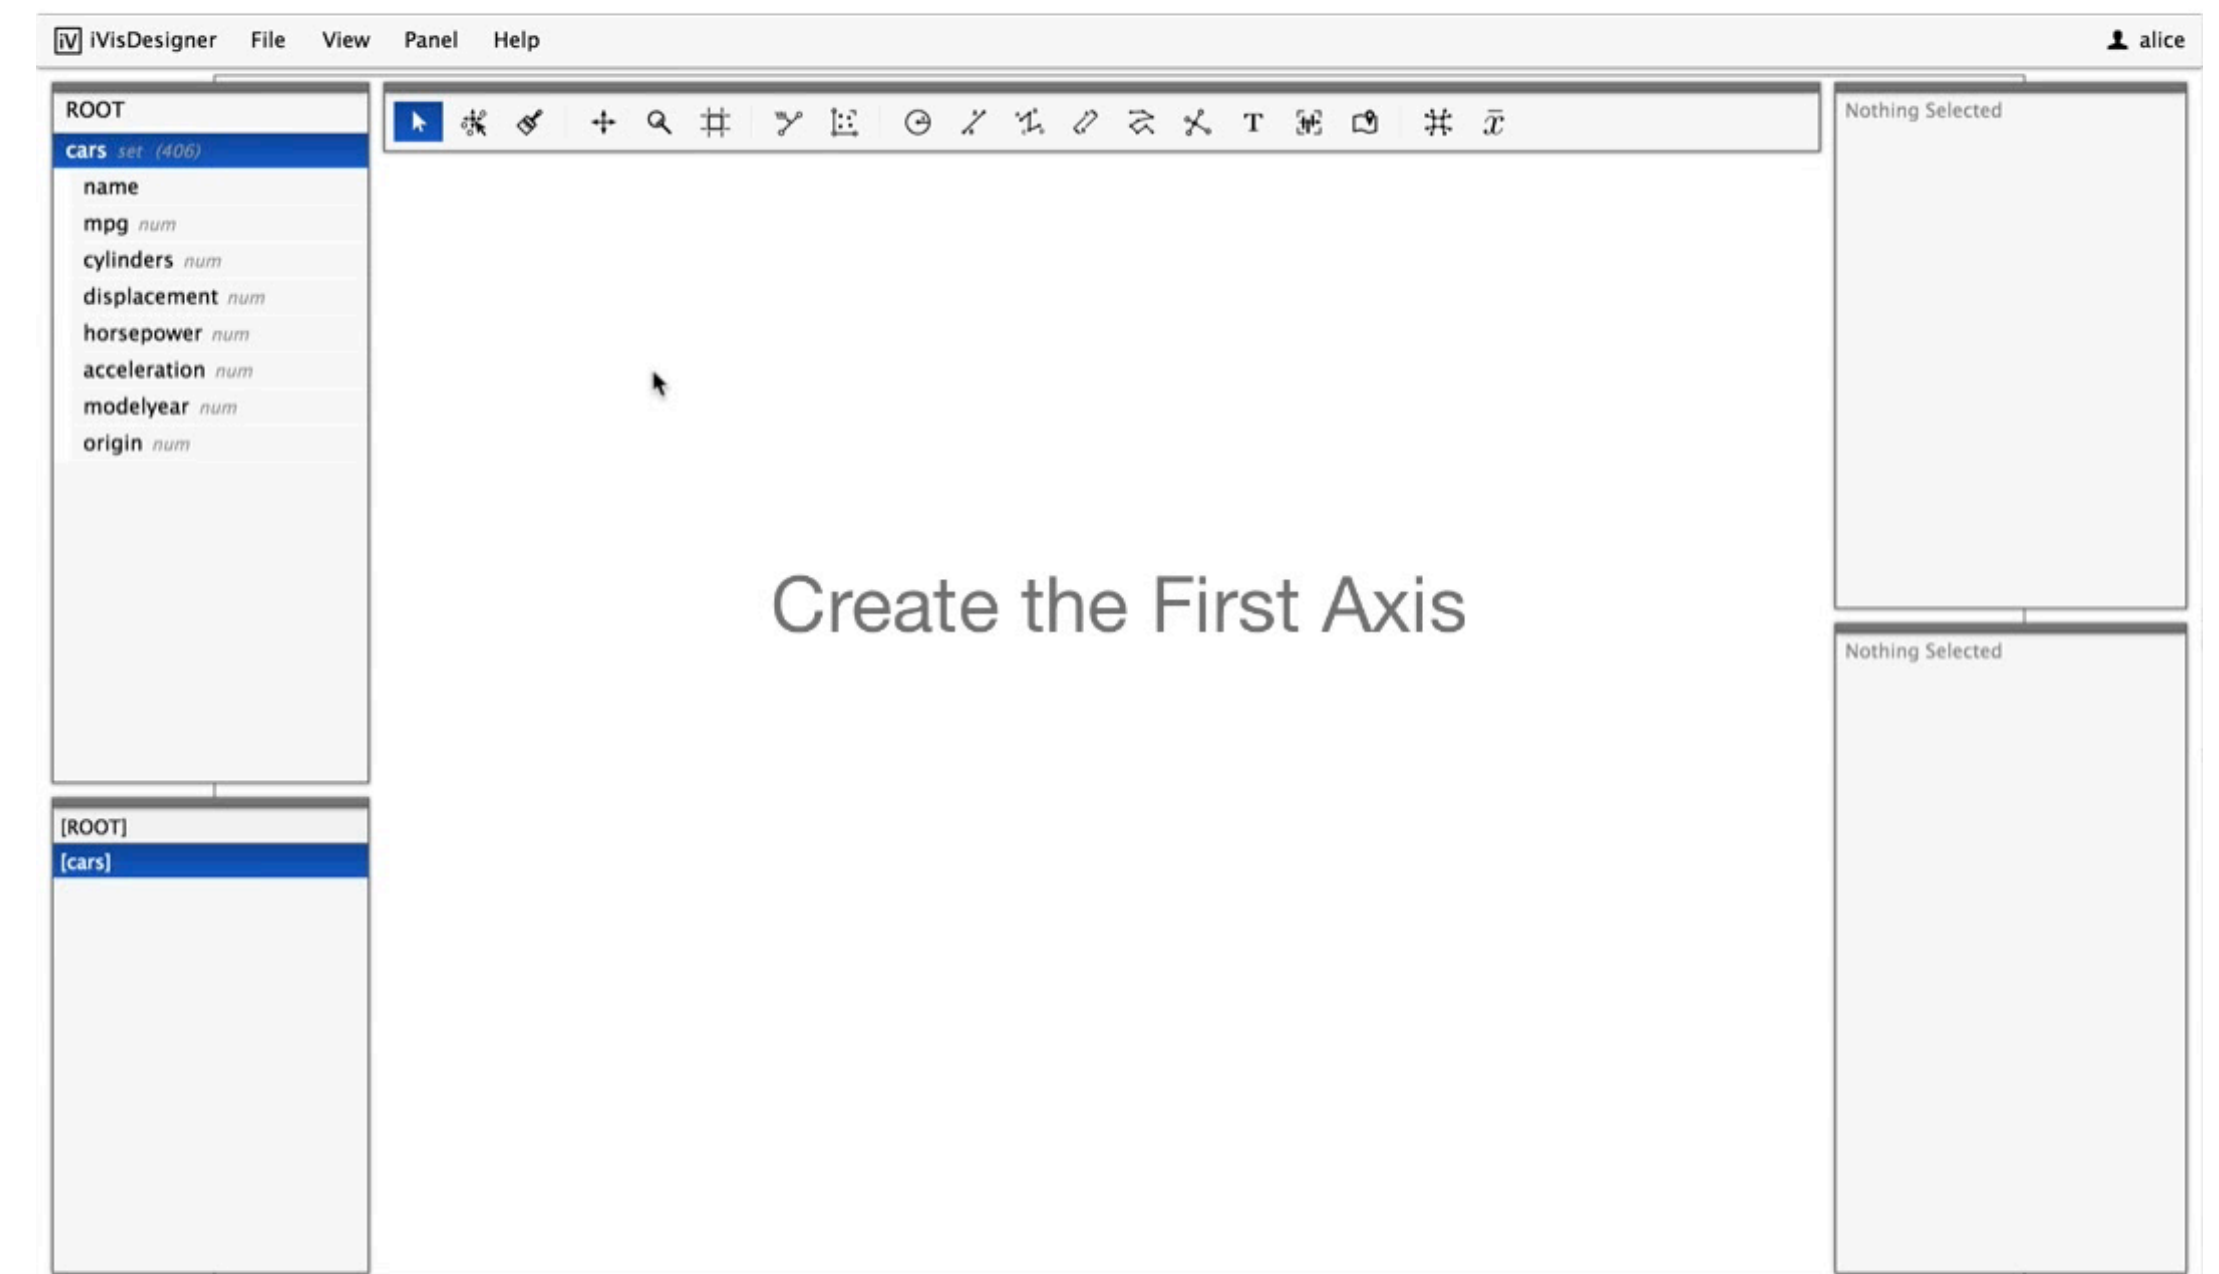 iV iVisDesigner File View Panel Help alice
ROOT
cars set (406)
name
mpg num
cylinders num
displacement num
horsepower num
acceleration num
modelyear num
origin num
[ROOT]
[cars]
T x̅
Create the First Axis
Nothing Selected
Nothing Selected